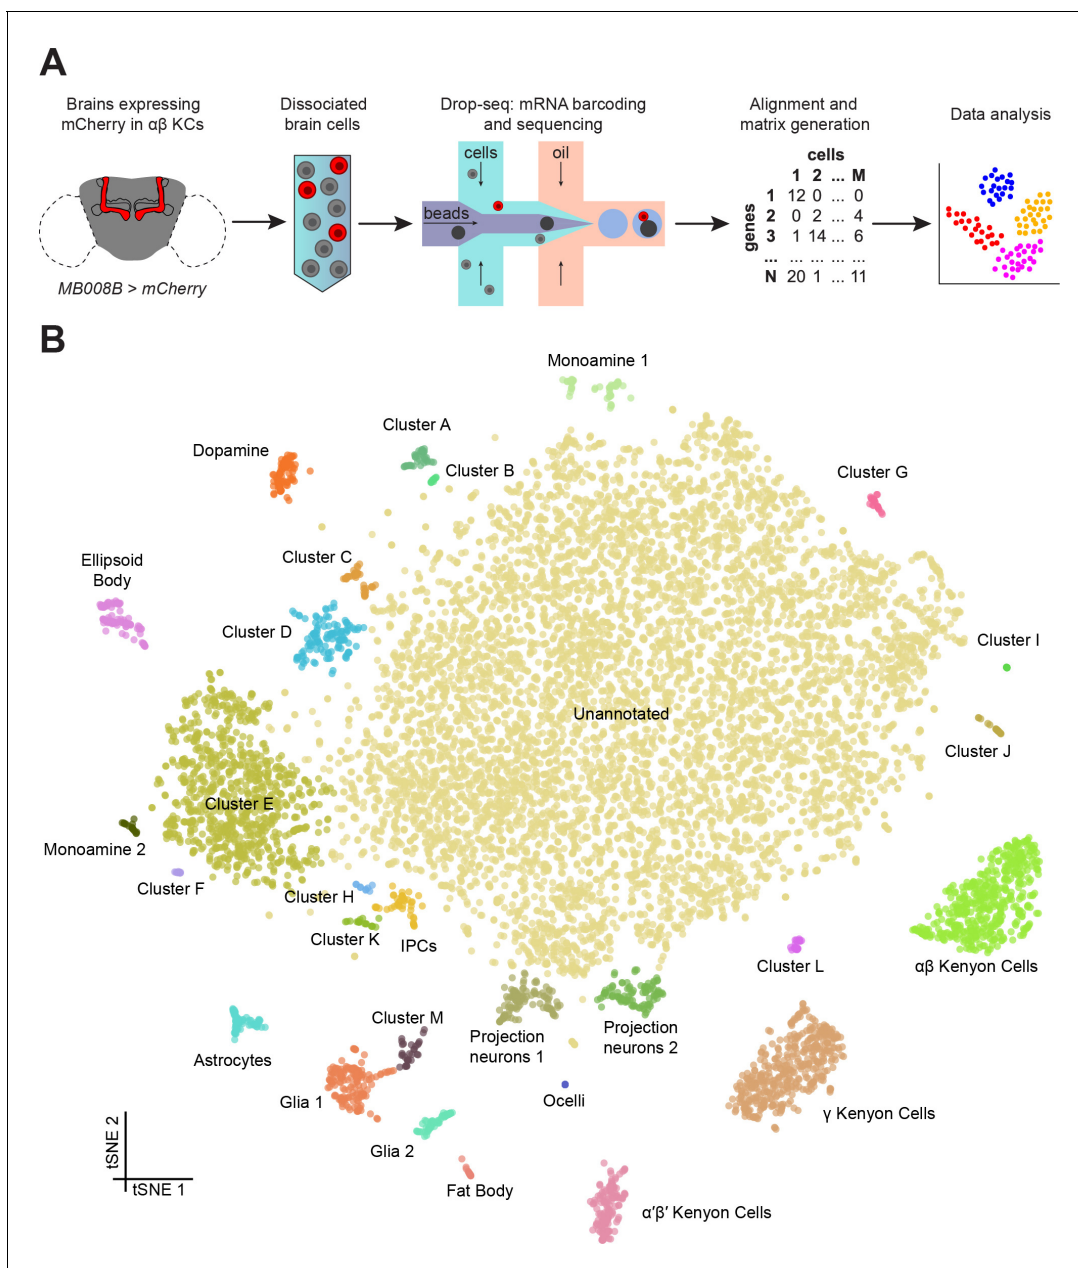 A
Brains expressing
mCherry in αβ KCs
MB008B > mCherry
Dissociated
brain cells
Drop-seq: mRNA barcoding
and sequencing
cells
oil
beads
Alignment and
matrix generation
cells
1 2 ... M
1 12 0 ... 0
2 0 2 ... 4
3 1 14 ... 6
... ... ... ... ...
N 20 1 ... 11
genes
Data analysis
B
Monoamine 1
Cluster A
Dopamine
Cluster B
Cluster G
Cluster C
Ellipsoid
Body
Cluster D
Cluster I
Unannotated
Cluster J
Cluster E
Monoamine 2
Cluster F
Cluster H
Cluster K
IPCs
Cluster L
αβ Kenyon Cells
Cluster M
Projection
neurons 1
Projection
neurons 2
Astrocytes
Glia 1
Ocelli
γ Kenyon Cells
Glia 2
Fat Body
α′β′ Kenyon Cells
tSNE 2
tSNE 1